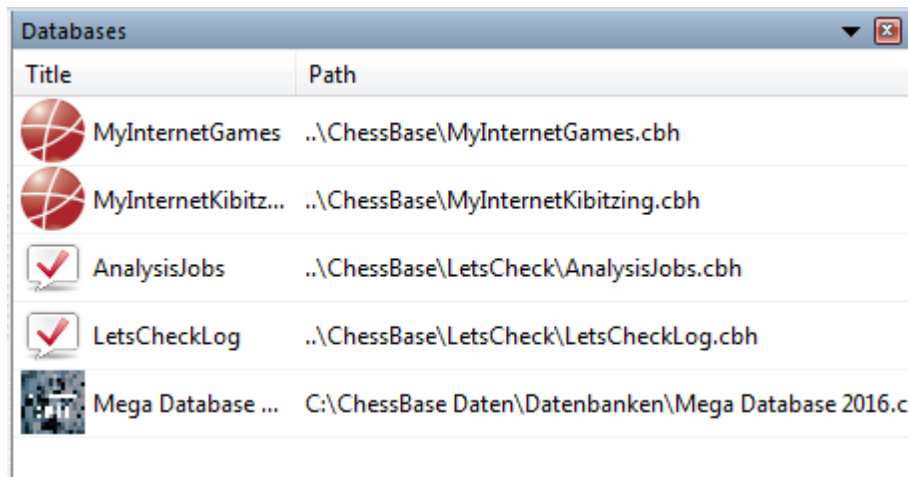 Databases
Title Path
MyInternetGames ..\ChessBase\MyInternetGames.cbh
MyInternetKibitz... ..\ChessBase\MyInternetKibitzing.cbh
AnalysisJobs ..\ChessBase\LetsCheck\AnalysisJobs.cbh
LetsCheckLog ..\ChessBase\LetsCheck\LetsCheckLog.cbh
Mega Database ... C:\ChessBase Daten\Datenbanken\Mega Database 2016.c